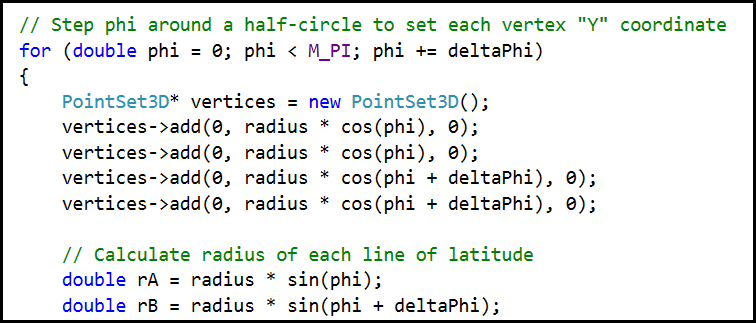 // Step phi around a half-circle to set each vertex "Y" coordinate
for (double phi = 0; phi < M_PI; phi += deltaPhi)
{
    PointSet3D* vertices = new PointSet3D();
    vertices->add(0, radius * cos(phi), 0);
    vertices->add(0, radius * cos(phi), 0);
    vertices->add(0, radius * cos(phi + deltaPhi), 0);
    vertices->add(0, radius * cos(phi + deltaPhi), 0);

    // Calculate radius of each line of latitude
    double rA = radius * sin(phi);
    double rB = radius * sin(phi + deltaPhi);